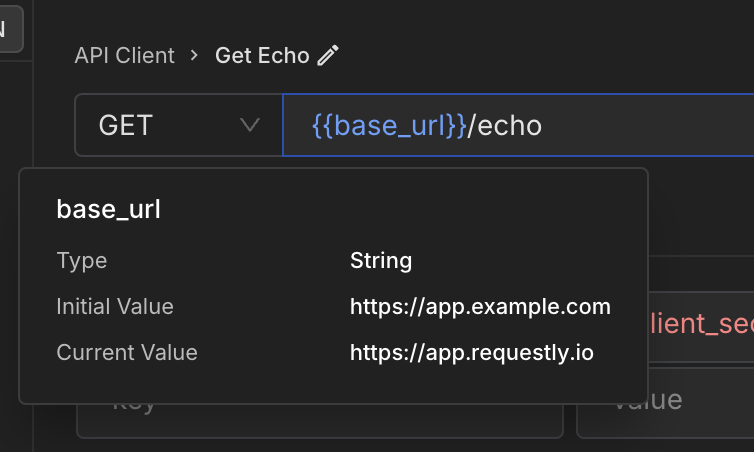 API Client > Get Echo
GET
{{base_url}}/echo
base_url
Type String
Initial Value https://app.example.com
Current Value https://app.requestly.io
key
value